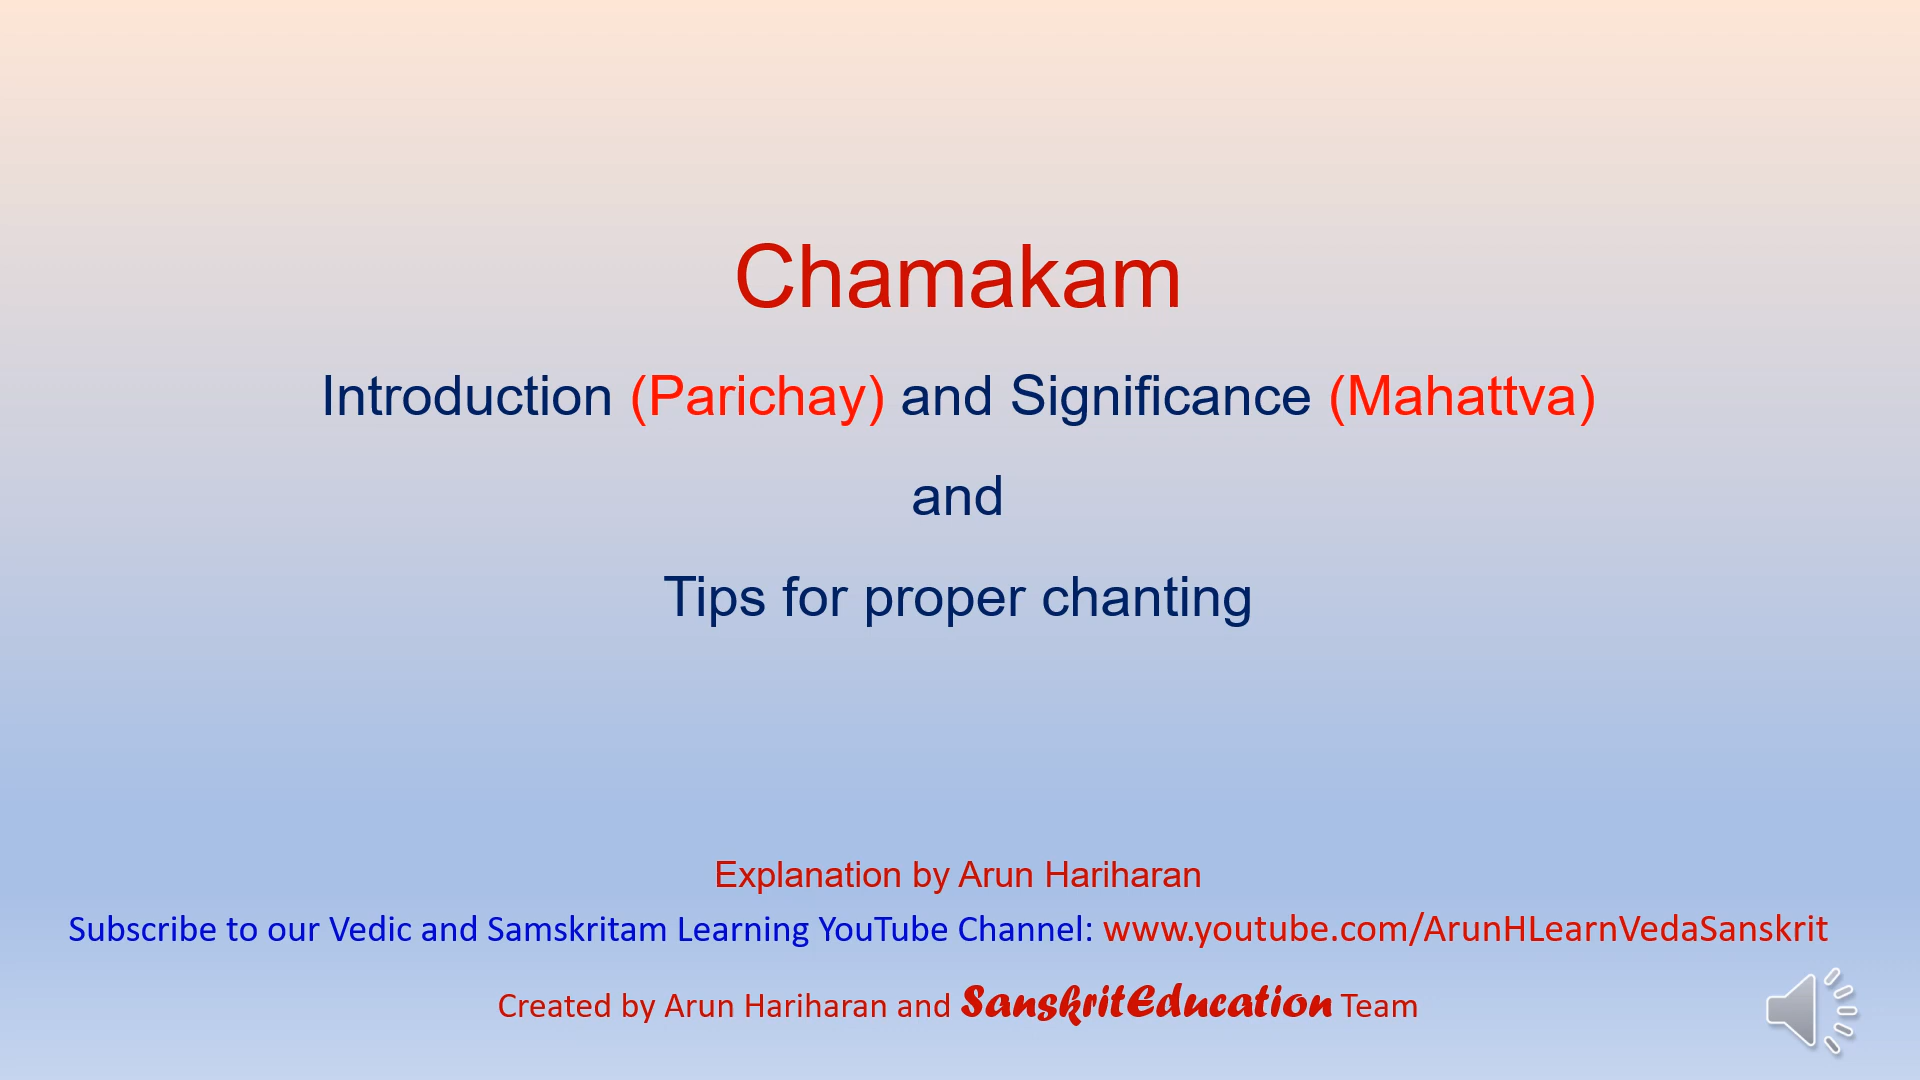 Chamakam
Introduction (Parichay) and Significance (Mahattva)
and
Tips for proper chanting
Explanation by Arun Hariharan
Subscribe to our Vedic and Samskritam Learning YouTube Channel: www.youtube.com/ArunHLearnVedaSanskrit
Created by Arun Hariharan and SanskritEducation Team